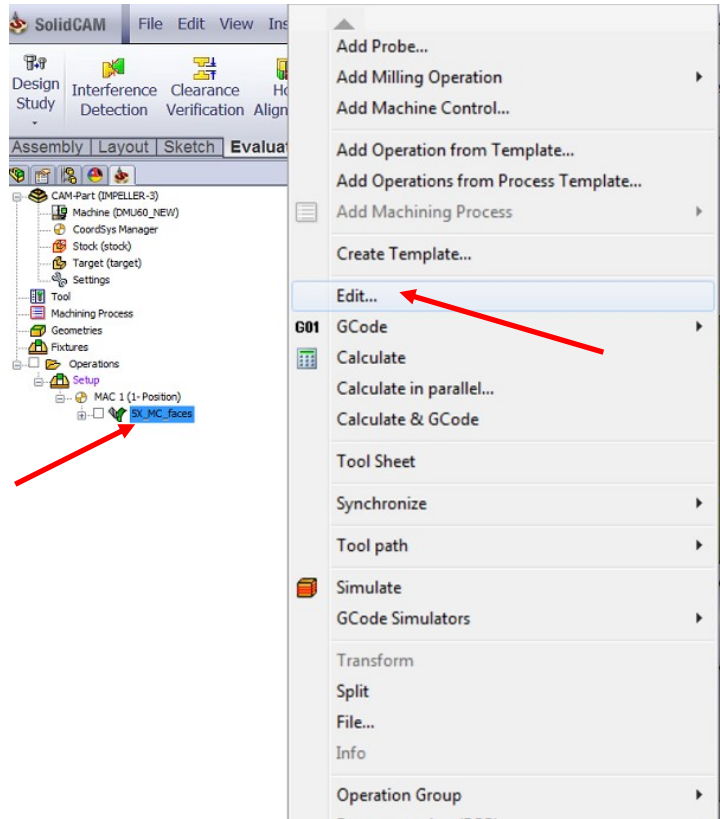 SolidCAM File Edit View Ins
Design Study
Interference Detection
Clearance Verification
Ho
Align
Assembly Layout Sketch Evaluat
CAM-Part (IMPELLER-3)
Machine (DMU60_NEW)
CoordSys Manager
Stock (stock)
Target (target)
Settings
Tool
Machining Process
Geometries
Fixtures
Operations
Setup
MAC 1 (1- Position)
5X_MC_faces
Add Probe...
Add Milling Operation
Add Machine Control...
Add Operation from Template...
Add Operations from Process Template...
Add Machining Process
Create Template...
Edit...
G01 GCode
Calculate
Calculate in parallel...
Calculate & GCode
Tool Sheet
Synchronize
Tool path
Simulate
GCode Simulators
Transform
Split
File...
Info
Operation Group